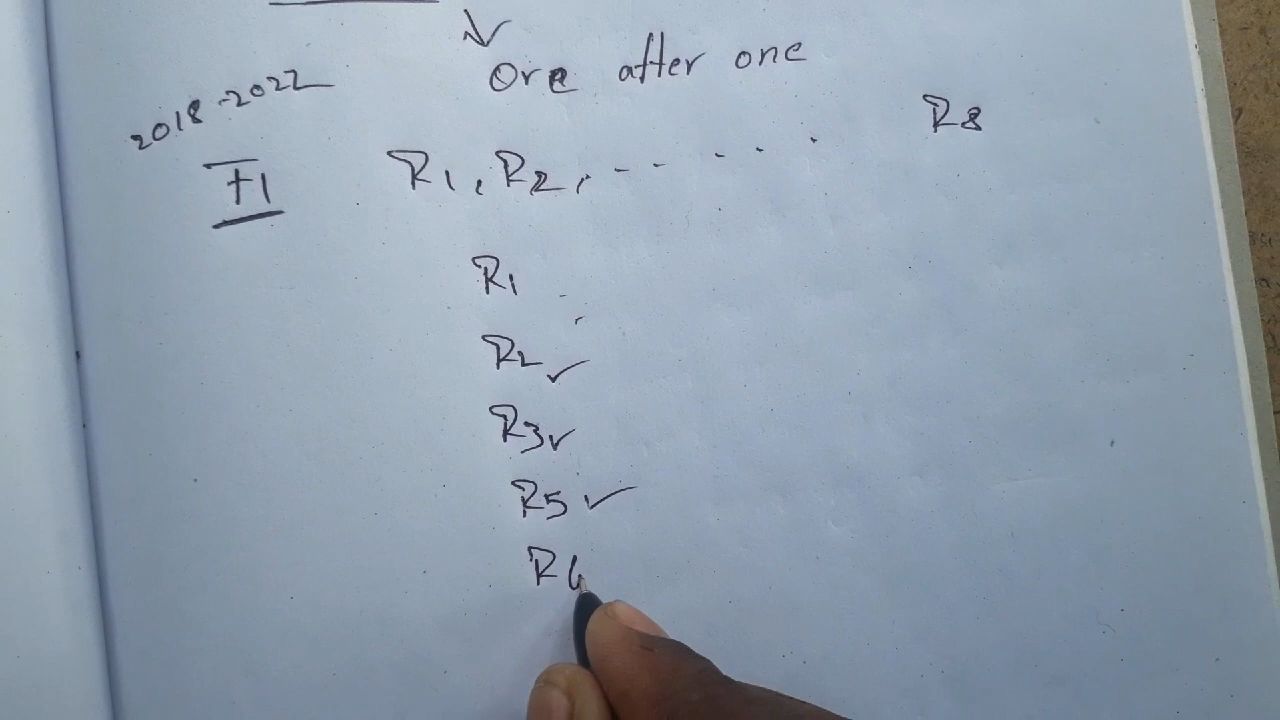 One after one
2018-2022
F1 R1, R2, ...... R8
R1
R2 ✓
R3 ✓
R5 ✓
R6